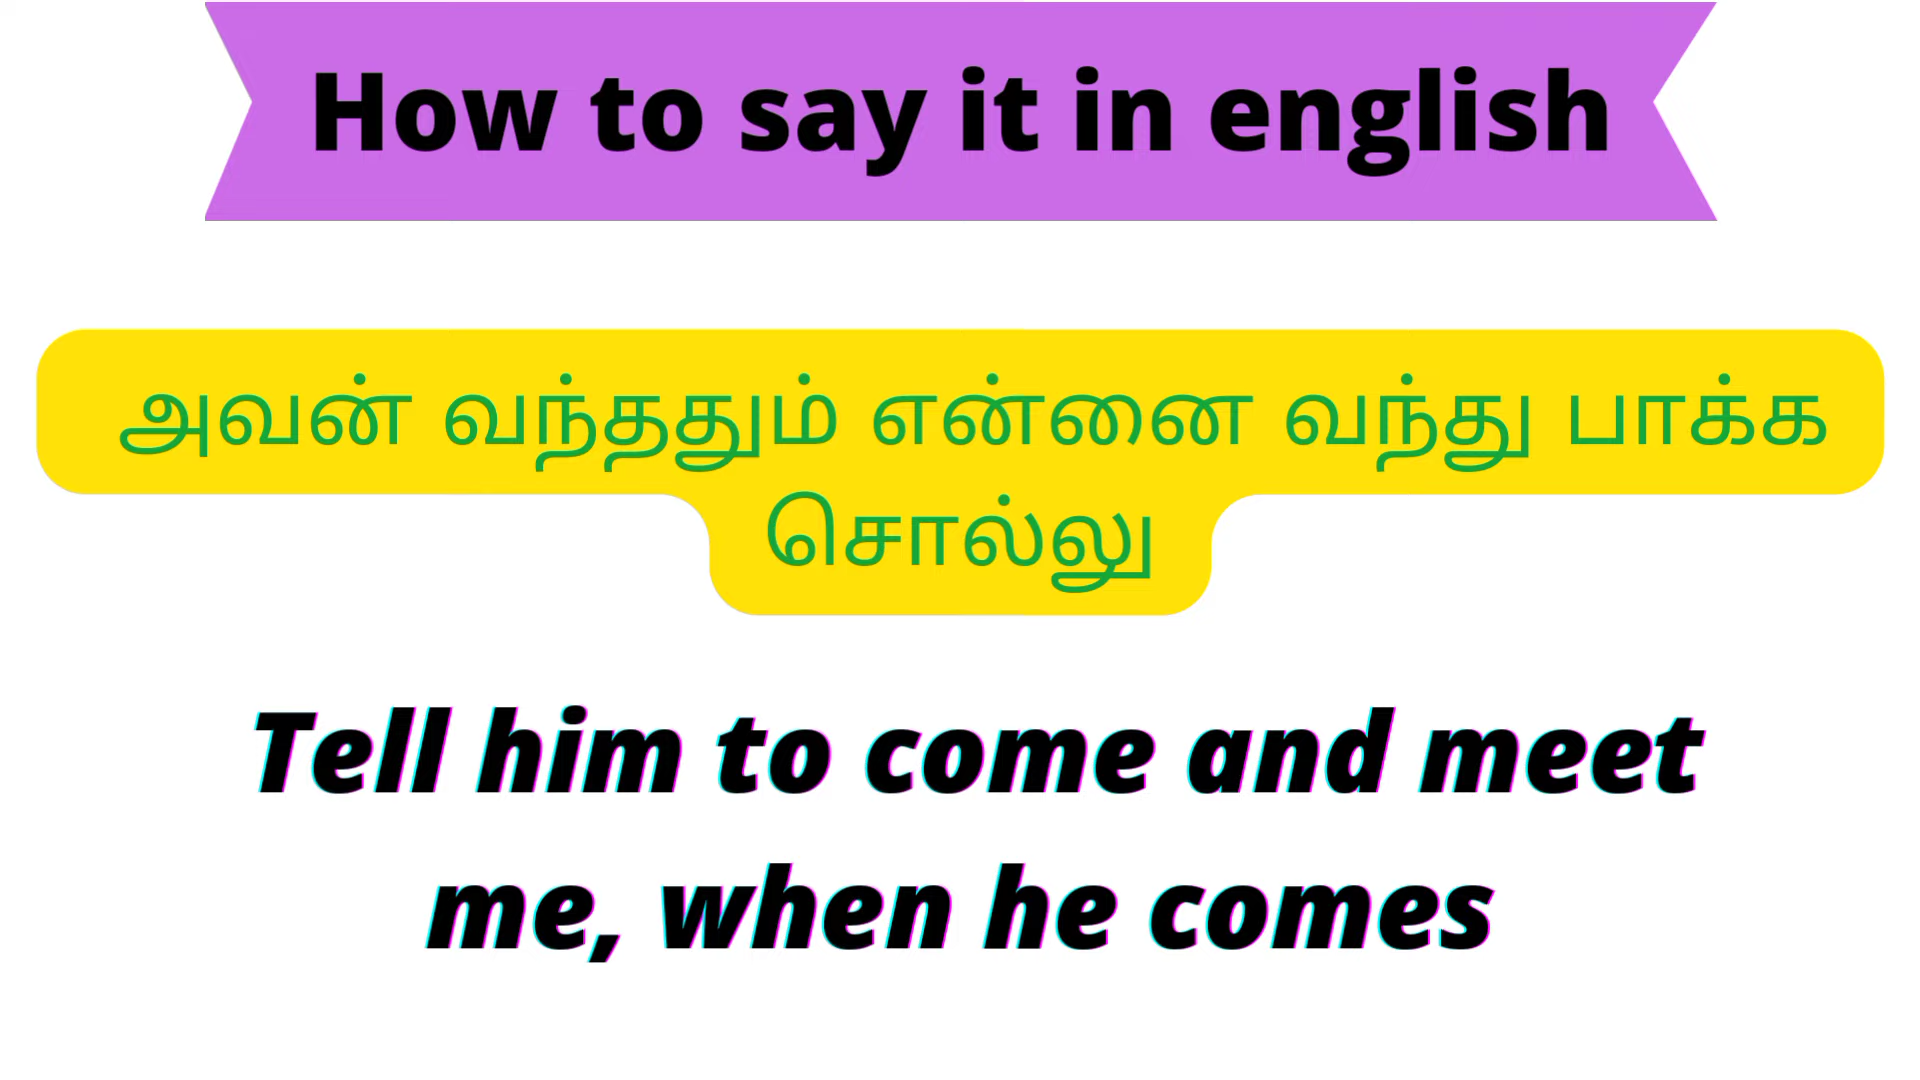 How to say it in english
அவன் வந்ததும் என்னை வந்து பாக்க
சொல்லு
Tell him to come and meet
me, when he comes